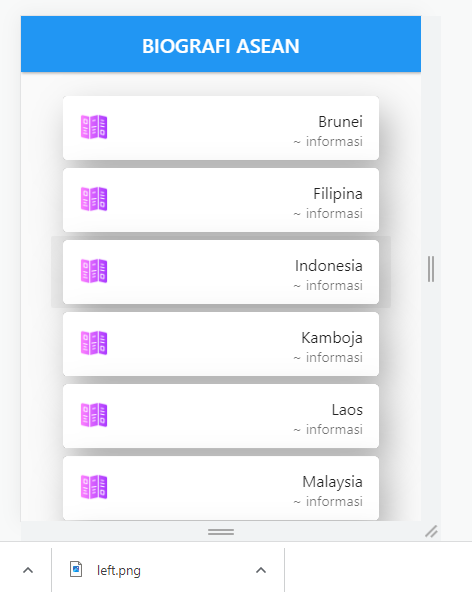 BIOGRAFI ASEAN
Brunei
~ informasi
Filipina
~ informasi
Indonesia
~ informasi
Kamboja
~ informasi
Laos
~ informasi
Malaysia
~ informasi
left.png